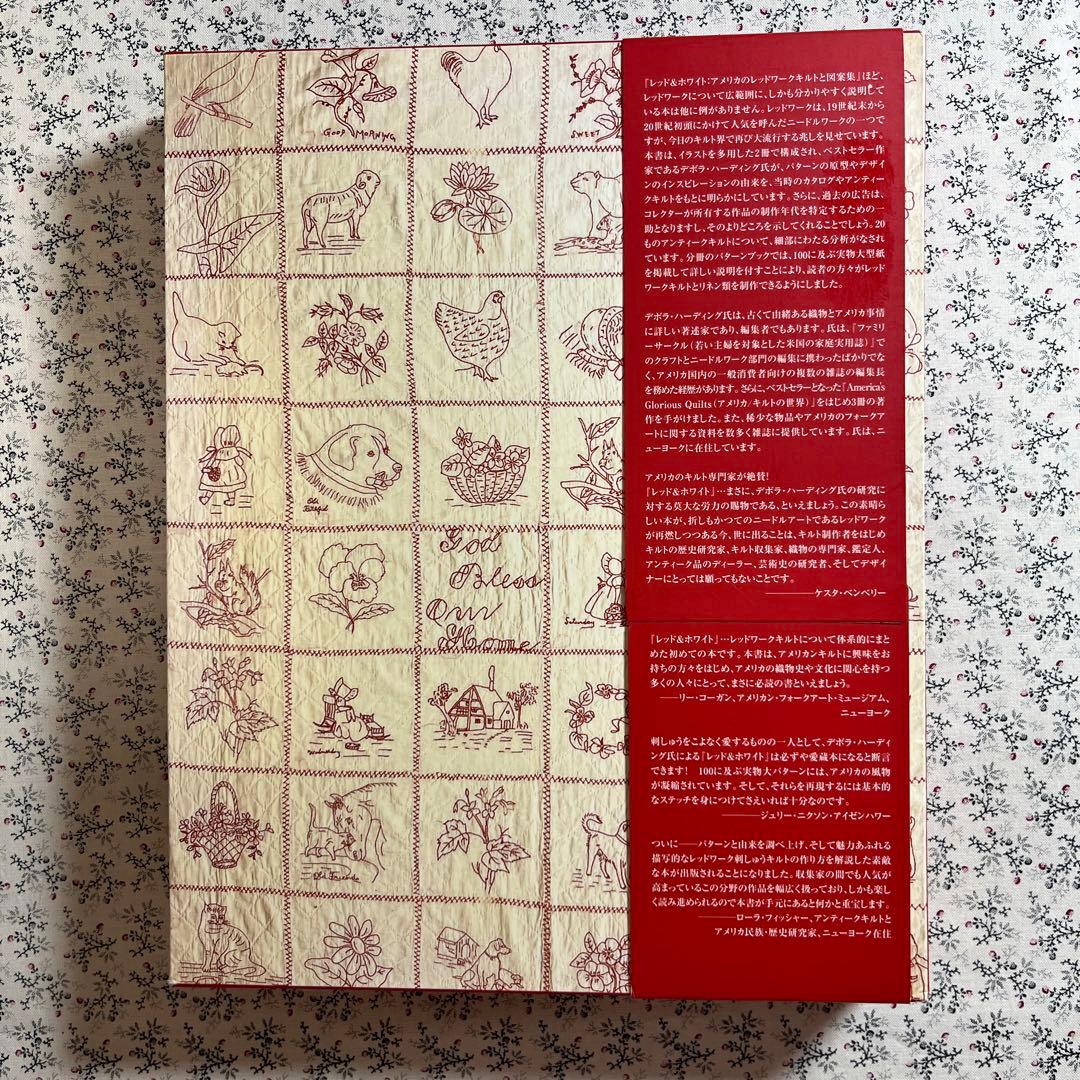 GOOD MORNING
SWEET
Old
Faithful
God
Bless
Our
Home
Saturday
Wednesday
Old Friends
『レッド&ホワイト:アメリカのレッドワークキルトと図案集』ほど、
レッドワークについて広範囲に、しかも分かりやすく説明して
いる本は他に例がありません。レッドワークは、19世紀末から
20世紀初頭にかけて人気を呼んだニードルワークの一つで
すが、今日のキルト界で再び大流行する兆しを見せています。
本書は、イラストを多用した2冊で構成され、ベストセラー作
家であるデボラ・ハーディング氏が、パターンの原型やデザイ
ンのインスピレーションの由来を、当時のカタログやアンティー
クキルトをもとに明らかにしています。さらに、過去の広告は、
コレクターが所有する作品の制作年代を特定するための一
助となりますし、そのよりどころを示してくれることでしょう。20
ものアンティークキルトについて、細部にわたる分析がなされ
ています。分冊のパターンブックでは、100に及ぶ実物大型紙
を掲載して詳しい説明を付すことにより、読者の方々がレッド
ワークキルトとリネン類を制作できるようにしました。
デボラ・ハーディング氏は、古くて由緒ある織物とアメリカ事情
に詳しい著述家であり、編集者でもあります。氏は、『ファミリ
ーサークル(若い主婦を対象とした米国の家庭実用誌)』で
のクラフトとニードルワーク部門の編集に携わったばかりでな
く、アメリカ国内の一般消費者向けの複数の雑誌の編集長
を務めた経歴があります。さらに、ベストセラーとなった『America's
Glorious Quilts(アメリカ/キルトの世界)』をはじめ3冊の著
作を手がけました。また、稀少な物品やアメリカのフォークア
ートに関する資料を数多く雑誌に提供しています。氏は、ニ
ューヨークに在住しています。
アメリカのキルト専門家が絶賛!
『レッド&ホワイト』…まさに、デボラ・ハーディング氏の研究に
対する莫大な労力の賜物である、といえましょう。この素晴ら
しい本が、折しもかつてのニードルアートであるレッドワーク
が再燃しつつある今、世に出ることは、キルト制作者をはじめ
キルトの歴史研究家、キルト収集家、織物の専門家、鑑定人、
アンティーク品のディーラー、芸術史の研究者、そしてデザイ
ナーにとっては願ってもないことです。
————ケスタ・ベンベリー
『レッド&ホワイト』…レッドワークキルトについて体系的にまと
めた初めての本です。本書は、アメリカンキルトに興味をお
持ちの方々をはじめ、アメリカの織物史や文化に関心を持つ
多くの人々にとって、まさに必読の書といえましょう。
————リー・コーガン、アメリカン・フォークアート・ミュージアム、
ニューヨーク
刺しゅうをこよなく愛するものの一人として、デボラ・ハーディ
ング氏による『レッド&ホワイト』は必ずや愛蔵本になると断言
できます! 100に及ぶ実物大パターンには、アメリカの風物
が凝縮されています。そして、それらを再現するには基本的
なステッチを身につけてさえいれば十分なのです。
————ジュリー・ニクソン・アイゼンハワー
ついに——パターンと由来を調べ上げ、そして魅力あふれる
描写的なレッドワーク刺しゅうキルトの作り方を解説した素敵
な本が出版されることになりました。収集家の間でも人気が
高まっているこの分野の作品を幅広く扱っており、しかも楽し
く読み進められるので本書が手元にあると何かと重宝します。
————ローラ・フィッシャー、アンティークキルトと
アメリカ民族・歴史研究家、ニューヨーク在住